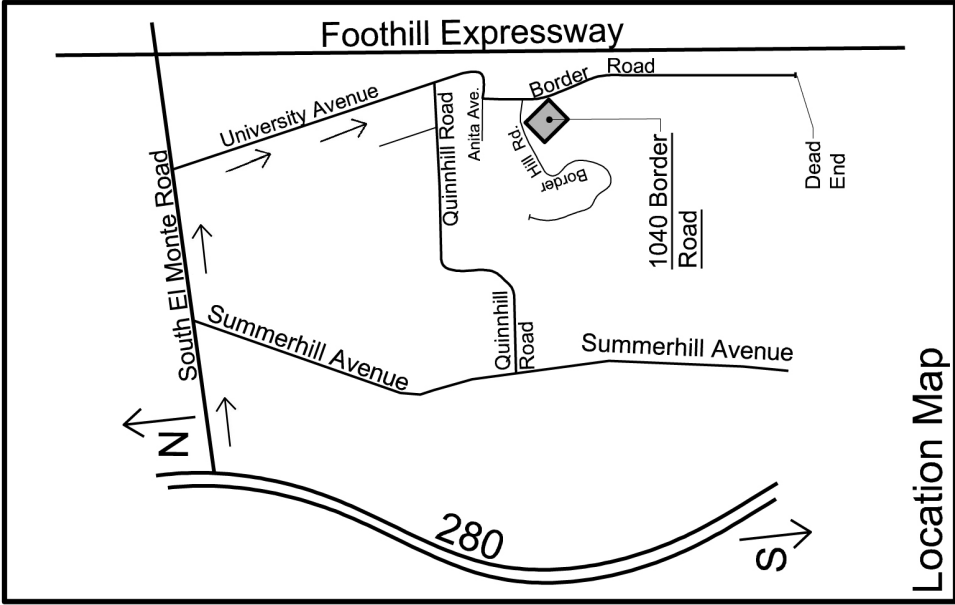 Foothill Expressway
Border Road
University Avenue
Quinnhill Road
Anita Ave.
Border
Hill Rd.
1040 Border
Road
Dead
End
South El Monte Road
Summerhill Avenue
Quinnhill
Road
Summerhill Avenue
N
280
S
Location Map